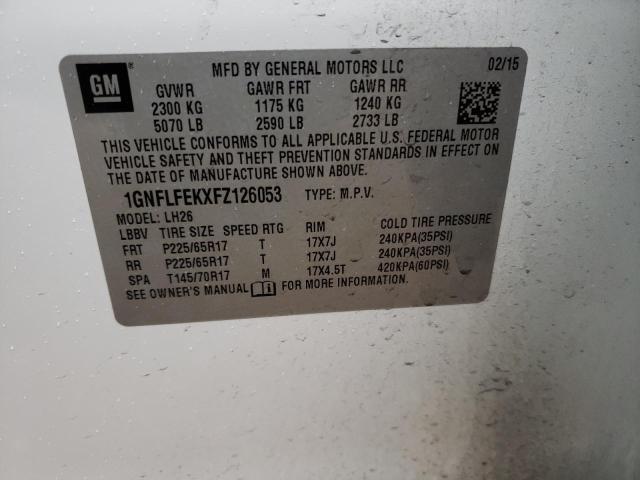 GM ®
MFD BY GENERAL MOTORS LLC 02/15
GVWR GAWR FRT GAWR RR
2300 KG 1175 KG 1240 KG
5070 LB 2590 LB 2733 LB
THIS VEHICLE CONFORMS TO ALL APPLICABLE U.S. FEDERAL MOTOR
VEHICLE SAFETY AND THEFT PREVENTION STANDARDS IN EFFECT ON
THE DATE OF MANUFACTURE SHOWN ABOVE.
1GNFLFEKXFZ126053 TYPE: M.P.V.
MODEL: LH26
LBBV TIRE SIZE SPEED RTG RIM COLD TIRE PRESSURE
FRT P225/65R17 T 17X7J 240KPA(35PSI)
RR P225/65R17 T 17X7J 240KPA(35PSI)
SPA T145/70R17 M 17X4.5T 420KPA(60PSI)
SEE OWNER'S MANUAL FOR MORE INFORMATION.